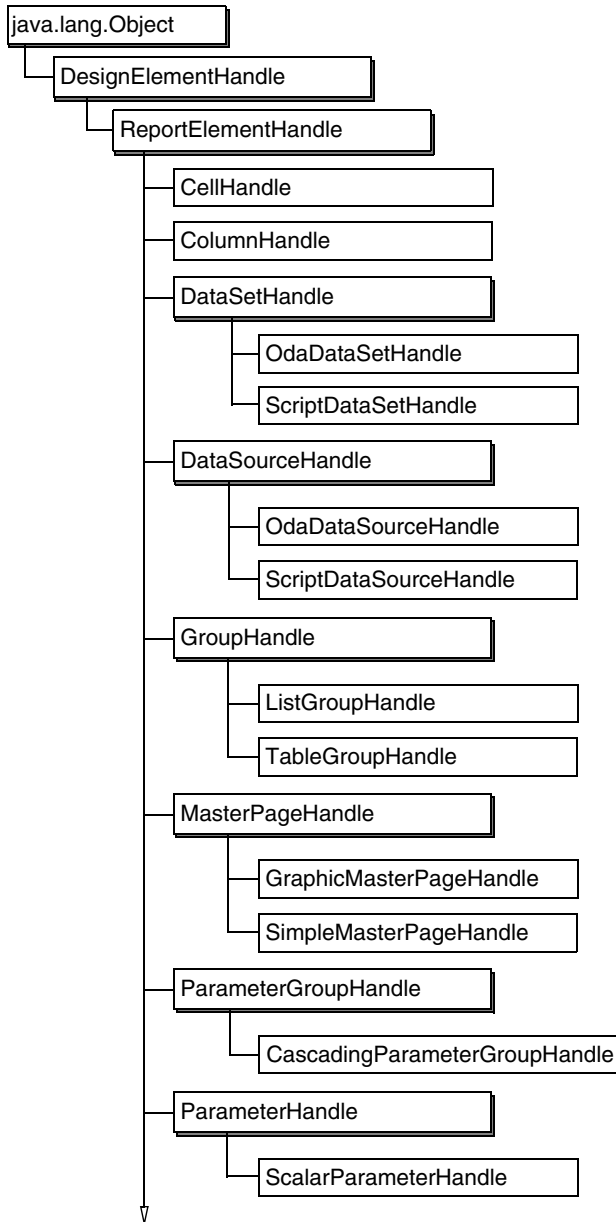 java.lang.Object
DesignElementHandle
ReportElementHandle
CellHandle
ColumnHandle
DataSetHandle
OdaDataSetHandle
ScriptDataSetHandle
DataSourceHandle
OdaDataSourceHandle
ScriptDataSourceHandle
GroupHandle
ListGroupHandle
TableGroupHandle
MasterPageHandle
GraphicMasterPageHandle
SimpleMasterPageHandle
ParameterGroupHandle
CascadingParameterGroupHandle
ParameterHandle
ScalarParameterHandle